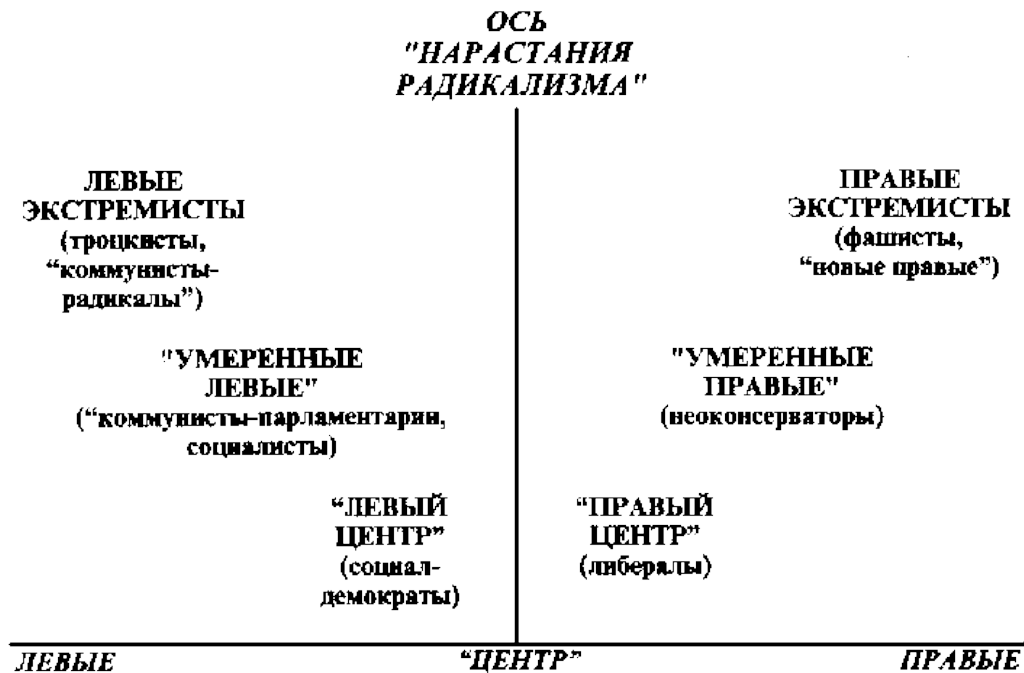 ОСЬ
"НАРАСТАНИЯ
РАДИКАЛИЗМА"
ЛЕВЫЕ
ЭКСТРЕМИСТЫ
(троцкисты,
“коммунисты-
радикалы”)
ПРАВЫЕ
ЭКСТРЕМИСТЫ
(фашисты,
“новые правые”)
"УМЕРЕННЫЕ
ЛЕВЫЕ"
(“коммунисты-парламентарии,
социалисты)
"УМЕРЕННЫЕ
ПРАВЫЕ"
(неоконсерваторы)
“ЛЕВЫЙ
ЦЕНТР”
(социал-
демократы)
“ПРАВЫЙ
ЦЕНТР”
(либералы)
ЛЕВЫЕ
“ЦЕНТР”
ПРАВЫЕ